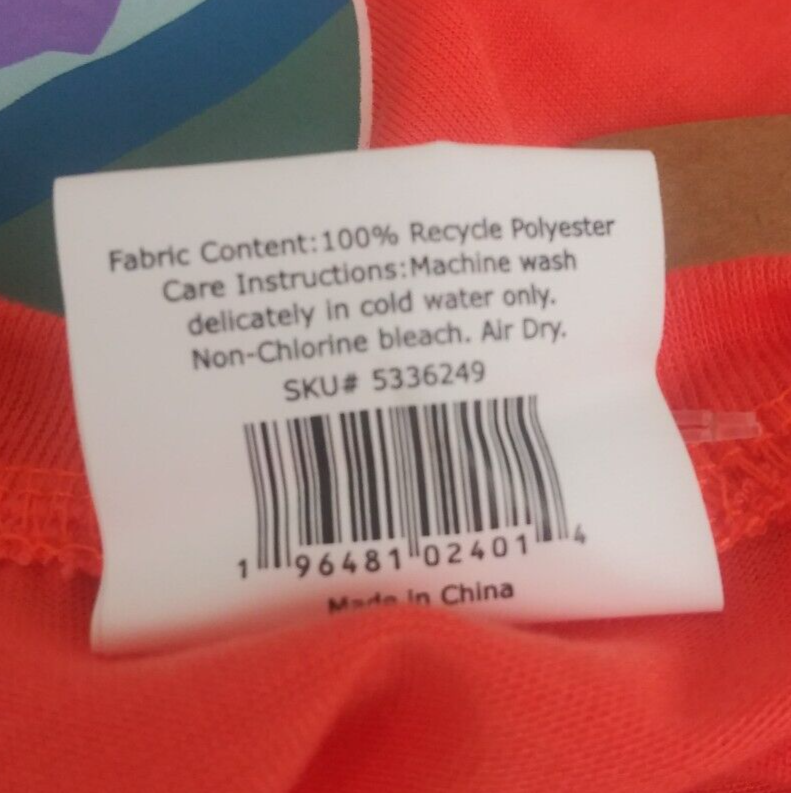 Fabric Content:100% Recycle Polyester
Care Instructions:Machine wash
delicately in cold water only.
Non-Chlorine bleach. Air Dry.
SKU# 5336249
1 96481 02401 4
Made in China